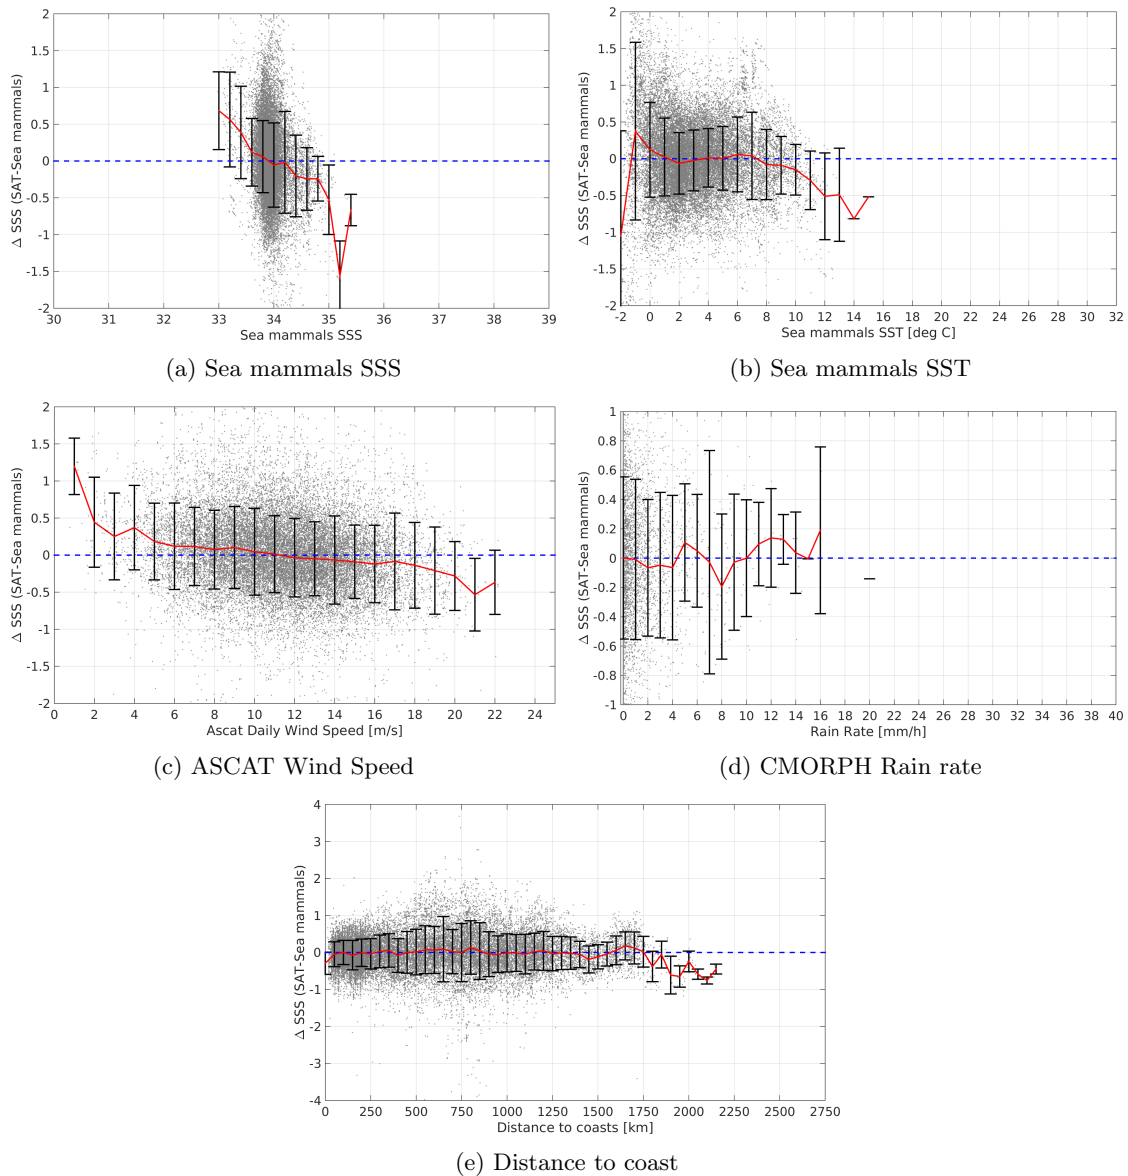 2
1.5
1
0.5
0
-0.5
-1
-1.5
-2
Δ SSS (SAT-Sea mammals)
30 31 32 33 34 35 36 37 38 39
Sea mammals SSS
(a) Sea mammals SSS
2
1.5
1
0.5
0
-0.5
-1
-1.5
-2
Δ SSS (SAT-Sea mammals)
-2 0 2 4 6 8 10 12 14 16 18 20 22 24 26 28 30 32
Sea mammals SST [deg C]
(b) Sea mammals SST
2
1.5
1
0.5
0
-0.5
-1
-1.5
-2
Δ SSS (SAT-Sea mammals)
0 2 4 6 8 10 12 14 16 18 20 22 24
Ascat Daily Wind Speed [m/s]
(c) ASCAT Wind Speed
1
0.8
0.6
0.4
0.2
0
-0.2
-0.4
-0.6
-0.8
-1
Δ SSS (SAT-Sea mammals)
0 2 4 6 8 10 12 14 16 18 20 22 24 26 28 30 32 34 36 38 40
Rain Rate [mm/h]
(d) CMORPH Rain rate
4
3
2
1
0
-1
-2
-3
-4
Δ SSS (SAT-Sea mammals)
0 250 500 750 1000 1250 1500 1750 2000 2250 2500 2750
Distance to coasts [km]
(e) Distance to coast